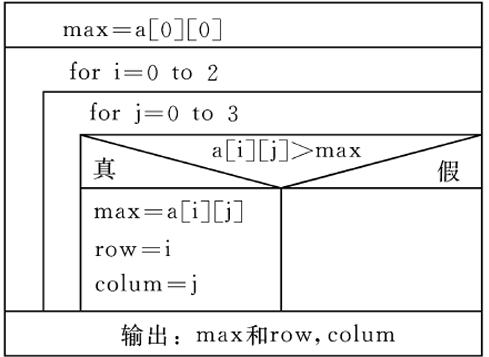 max=a[0][0]
for i=0 to 2
for j=0 to 3
a[i][j]>max
真
假
max=a[i][j]
row=i
colum=j
输出：max和row,colum